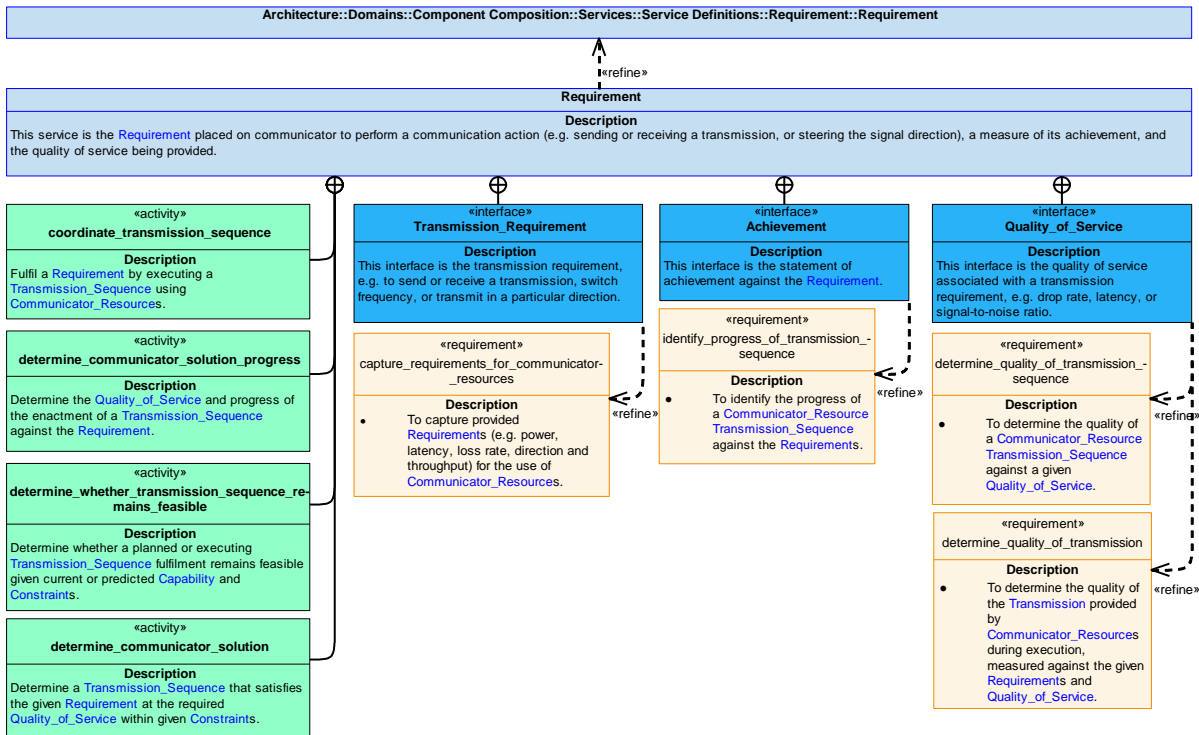 Architecture::Domains::Component Composition::Services::Service Definitions::Requirement::Requirement
«refine»
Requirement
Description
This service is the Requirement placed on communicator to perform a communication action (e.g. sending or receiving a transmission, or steering the signal direction), a measure of its achievement, and
the quality of service being provided.
«activity»
coordinate_transmission_sequence
Description
Fulfil a Requirement by executing a
Transmission_Sequence using
Communicator_Resources.
«activity»
determine_communicator_solution_progress
Description
Determine the Quality_of_Service and progress of
the enactment of a Transmission_Sequence
against the Requirement.
«activity»
determine_whether_transmission_sequence_re-
mains_feasible
Description
Determine whether a planned or executing
Transmission_Sequence fulfilment remains feasible
given current or predicted Capability and
Constraints.
«activity»
determine_communicator_solution
Description
Determine a Transmission_Sequence that satisfies
the given Requirement at the required
Quality_of_Service within given Constraints.
«interface»
Transmission_Requirement
Description
This interface is the transmission requirement,
e.g. to send or receive a transmission, switch
frequency, or transmit in a particular direction.
«requirement»
capture_requirements_for_communicator-
_resources
Description
• To capture provided
Requirements (e.g. power,
latency, loss rate, direction and
throughput) for the use of
Communicator_Resources.
«refine»
«interface»
Achievement
Description
This interface is the statement of
achievement against the Requirement.
«requirement»
identify_progress_of_transmission_-
sequence
Description
• To identify the progress of
a Communicator_Resource
Transmission_Sequence
against the Requirements.
«refine»
«interface»
Quality_of_Service
Description
This interface is the quality of service
associated with a transmission
requirement, e.g. drop rate, latency, or
signal-to-noise ratio.
«requirement»
determine_quality_of_transmission_-
sequence
Description
• To determine the quality of
a Communicator_Resource
Transmission_Sequence
against a given
Quality_of_Service.
«refine»
«requirement»
determine_quality_of_transmission
Description
• To determine the quality of
the Transmission provided
by
Communicator_Resources
during execution,
measured against the given
Requirements and
Quality_of_Service.
«refine»